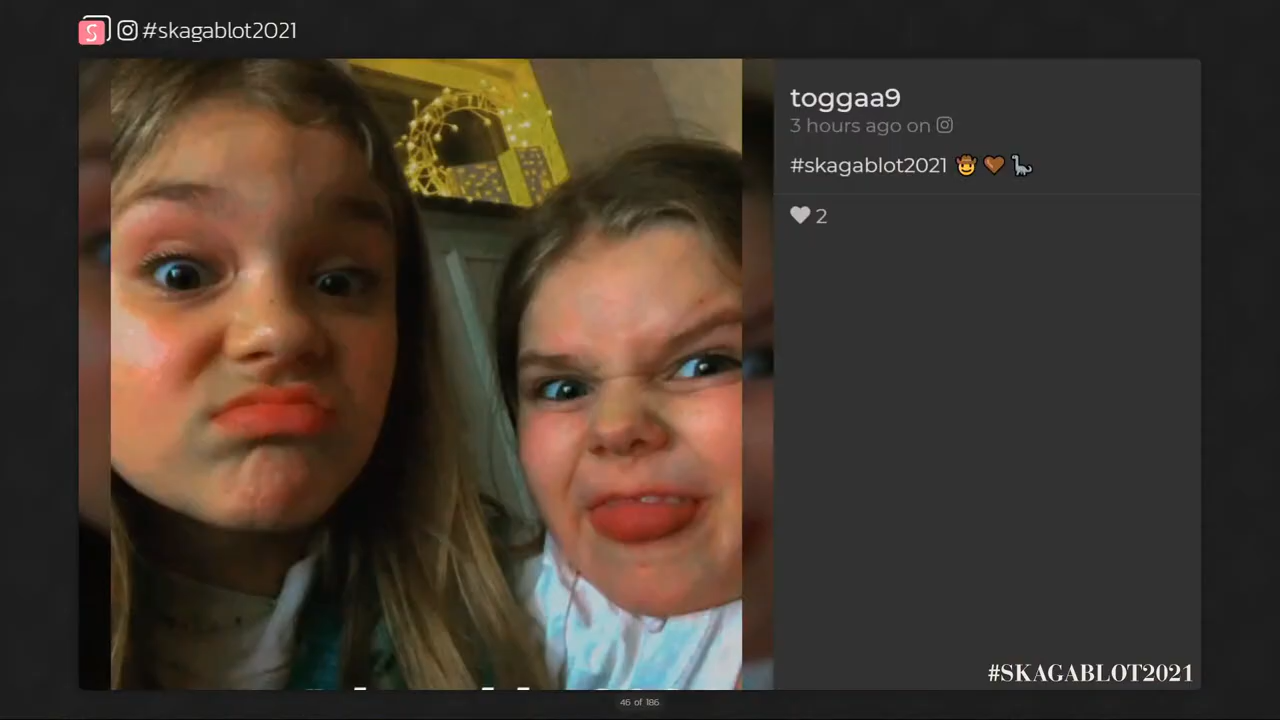 #skagablot2021
toggaa9
3 hours ago on
#skagablot2021 🤠🤎🦕
2
#SKAGABLOT2021
46 of 186